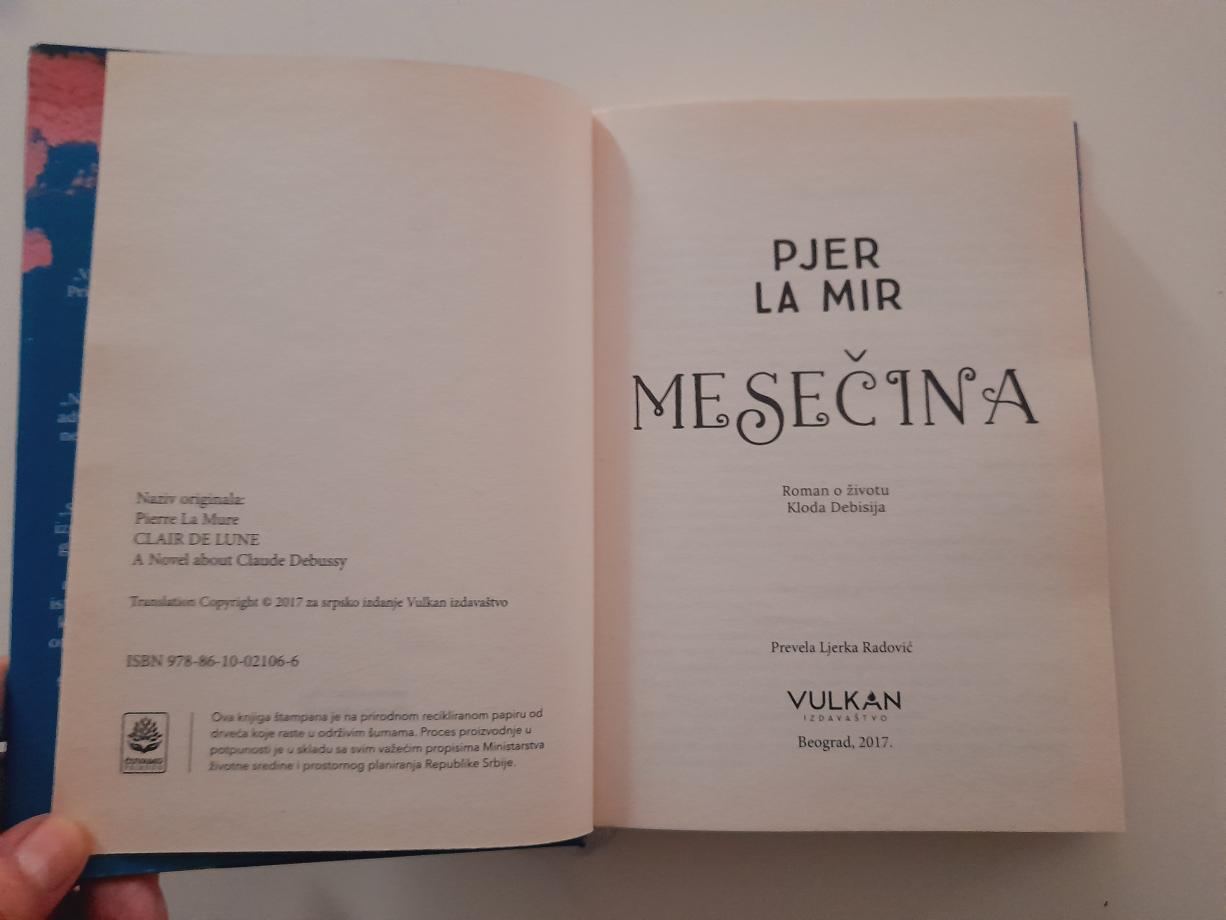 Naziv originala:
Pierre La Mure
CLAIR DE LUNE
A Novel about Claude Debussy
Translation Copyright © 2017 za srpsko izdanje Vulkan izdavaštvo
ISBN 978-86-10-02106-6
Ova knjiga štampana je na prirodnom recikliranom papiru od
drveća koje raste u održivim šumama. Proces proizvodnje u
potpunosti je u skladu sa svim važećim propisima Ministarstva
životne sredine i prostornog planiranja Republike Srbije.
PJER
LA MIR
MESEČINA
Roman o životu
Kloda Debisija
Prevela Ljerka Radović
VULKAN
IZDAVAŠTVO
Beograd, 2017.